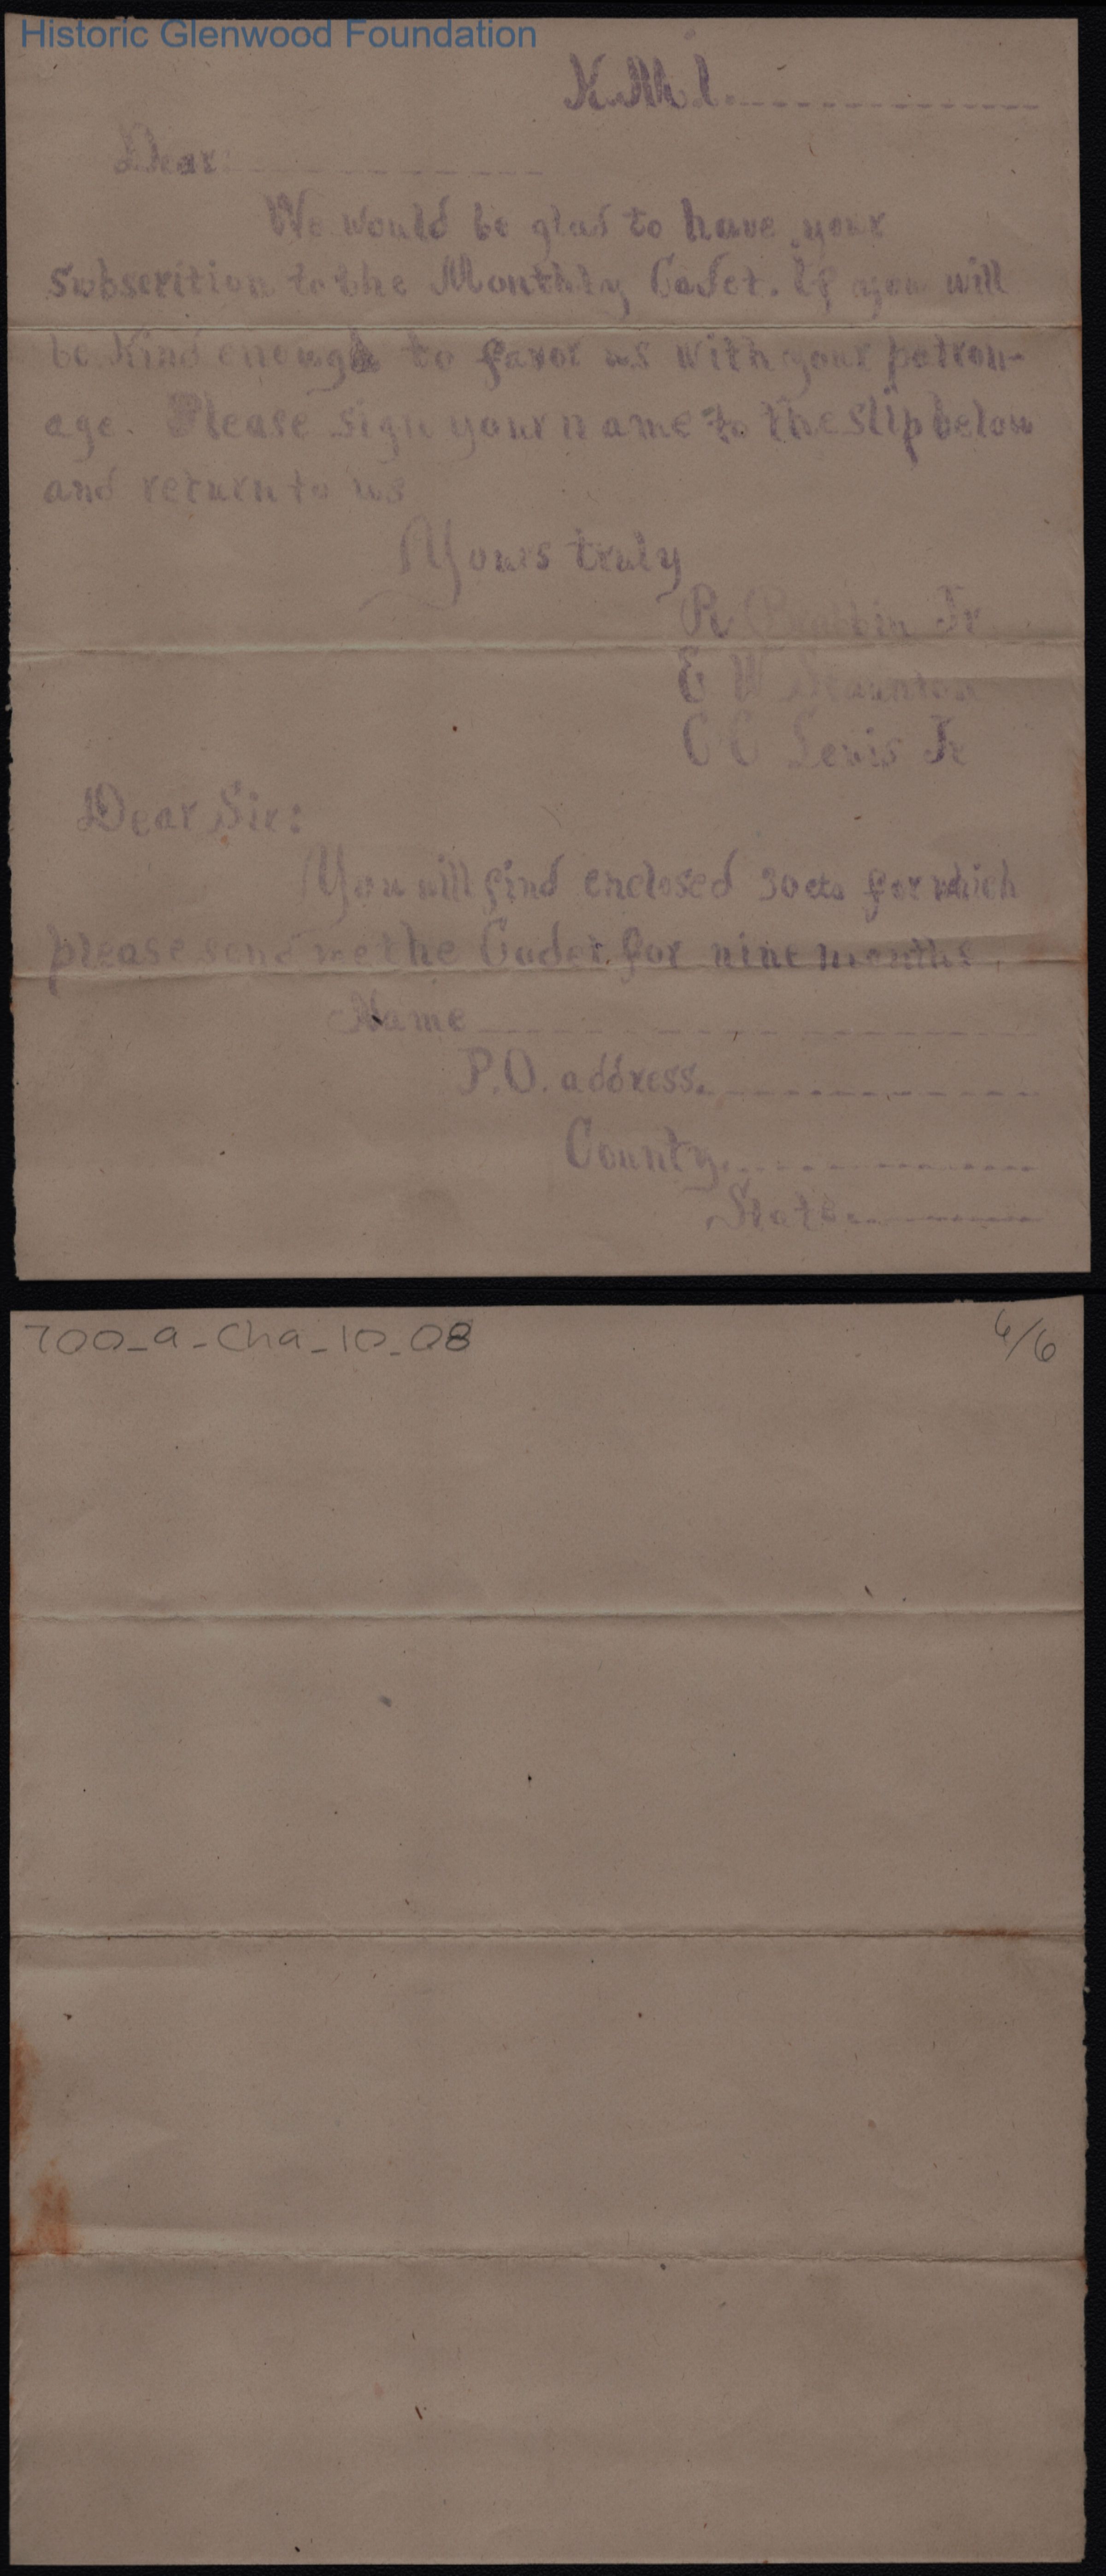 Historic Glenwood Foundation
K.M.I.
Dear:
We would be glad to have your
Subscrition to the Monthly Cadet. If you will
be Kind enough to favor us with your patron-
age. Please sign your name to the slip below
and return to us
Yours truly
R Jr
E W Staunton
C C Lewis Jr
Dear Sir:
You will find enclosed 30cts for which
please send me the Cadet for nine months.
Name
P.O. address.
County
State
700_a_Cha_10_08
6/6